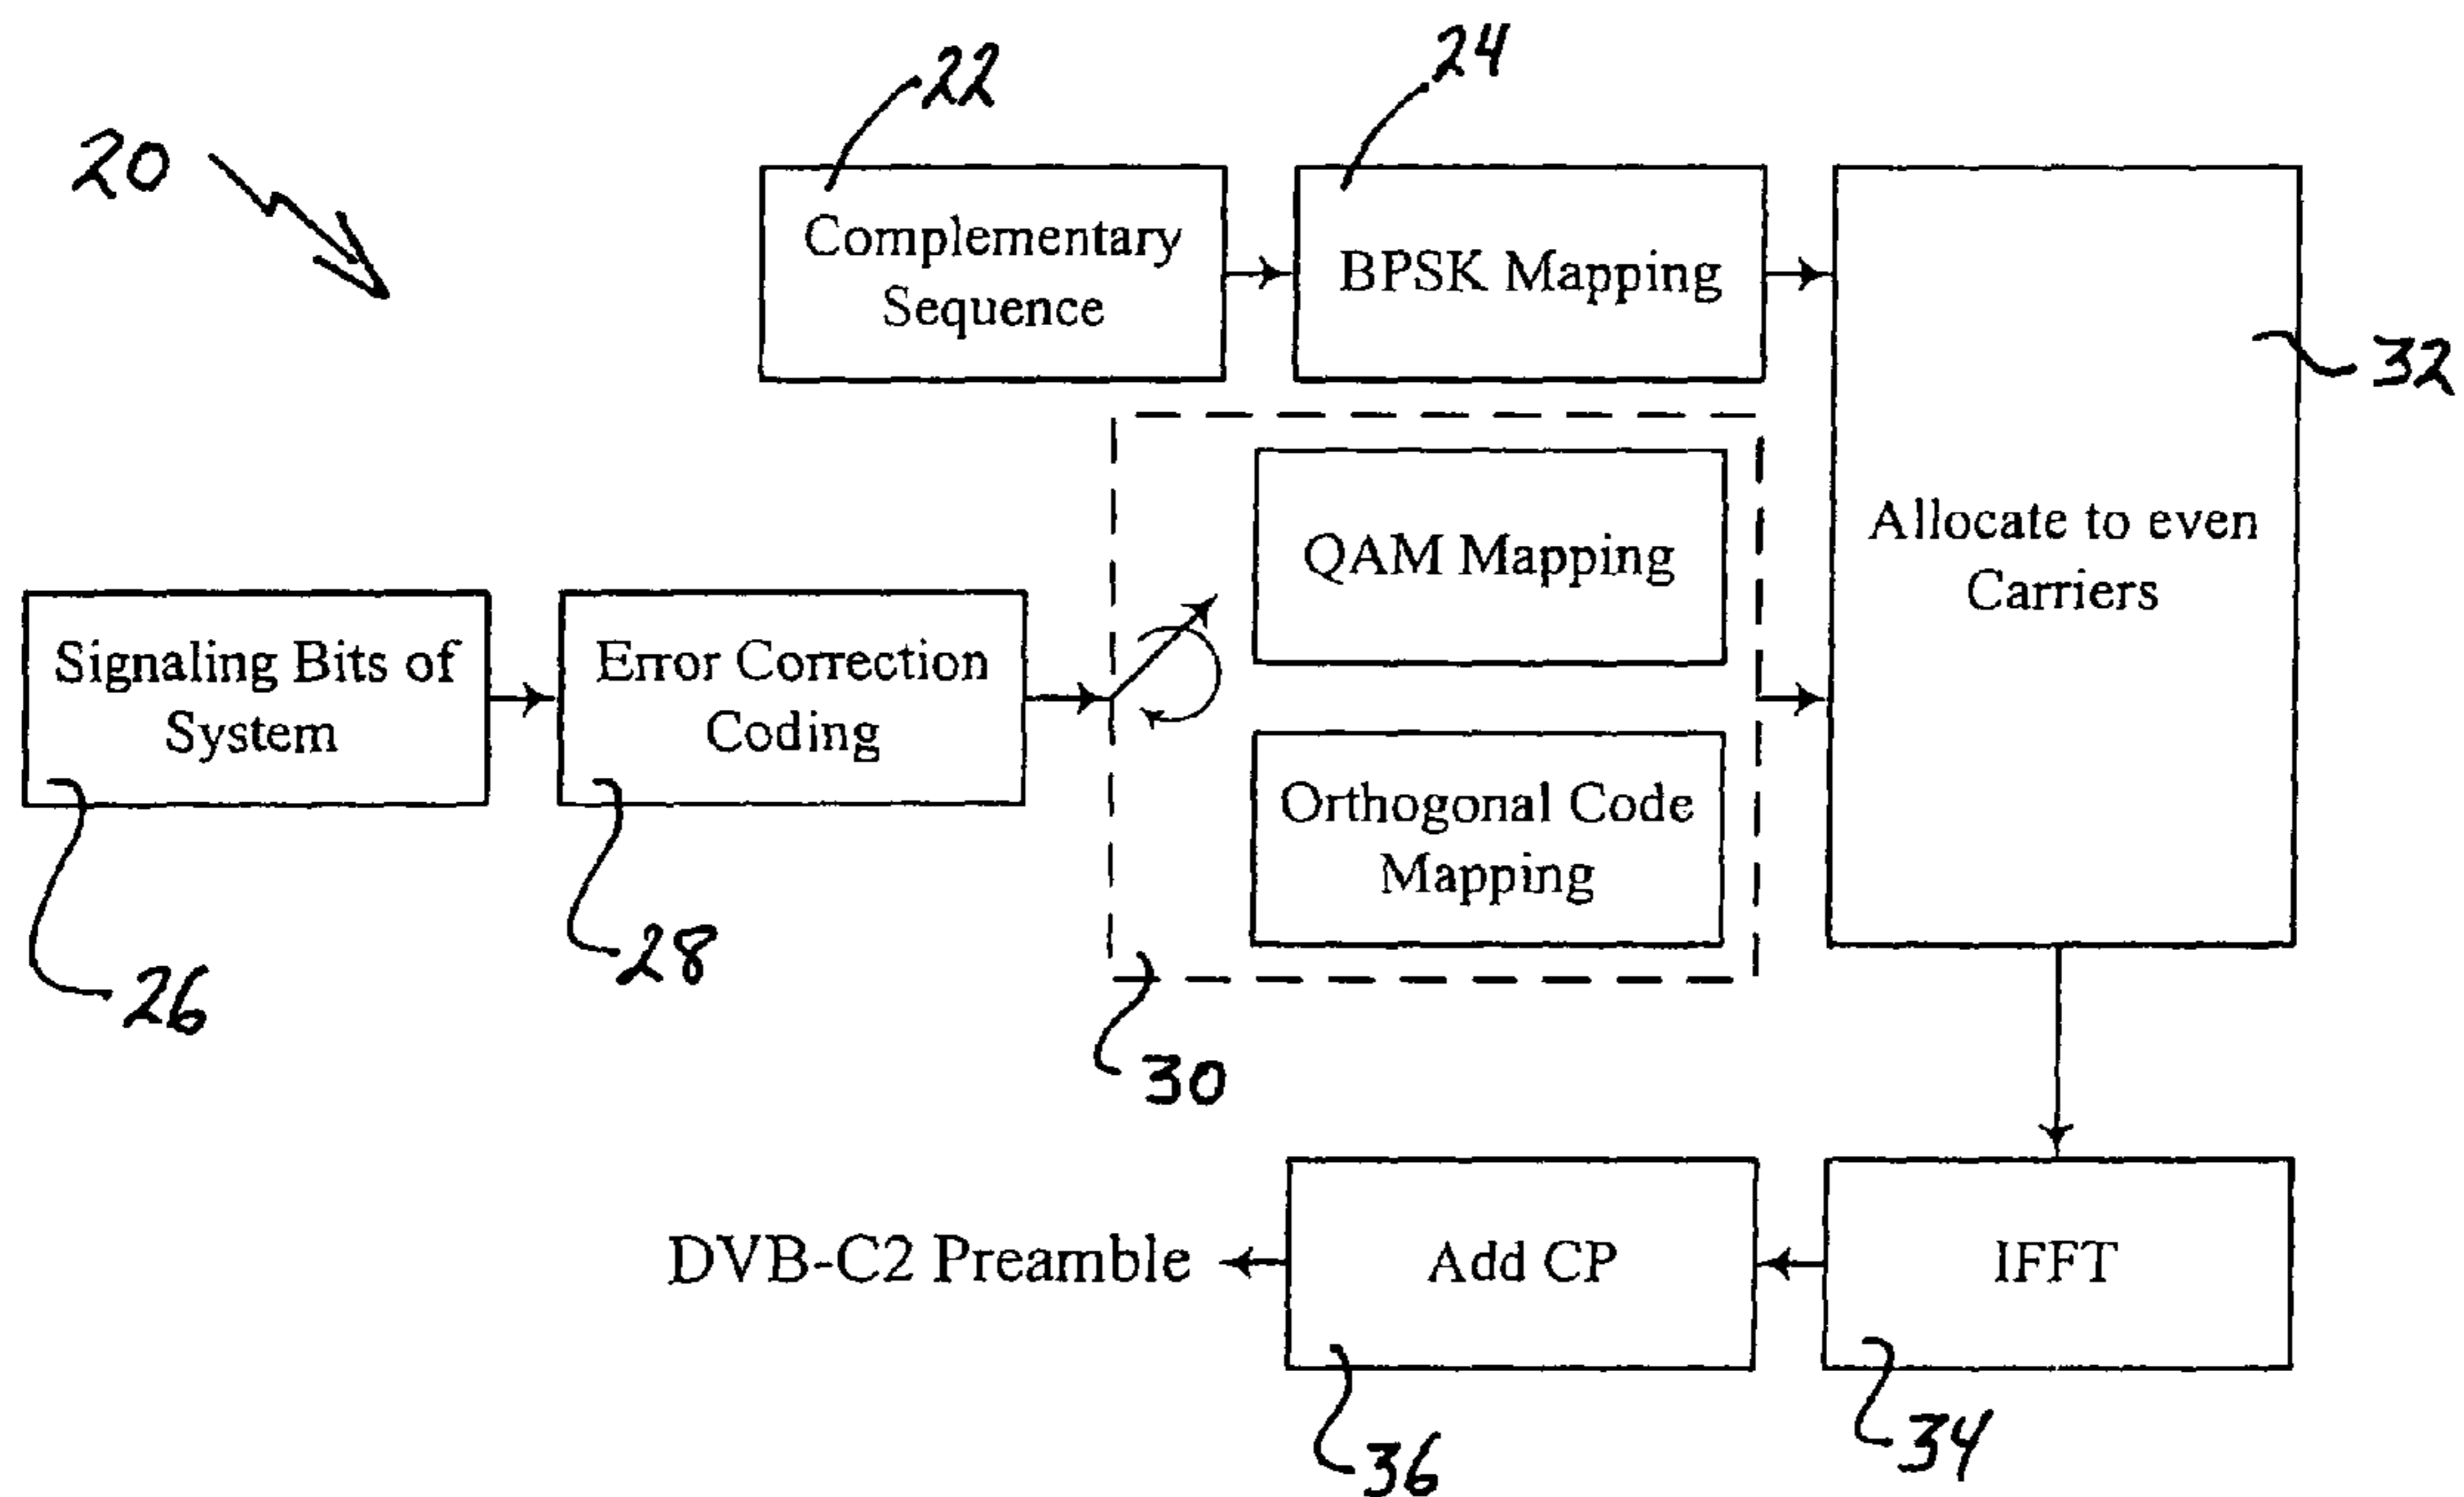 22
24
20
Complementary
Sequence
BPSK Mapping
32
QAM Mapping
Allocate to even
Carriers
Signaling Bits of
System
Error Correction
Coding
Orthogonal Code
Mapping
26
28
30
DVB-C2 Preamble
Add CP
IFFT
36
34